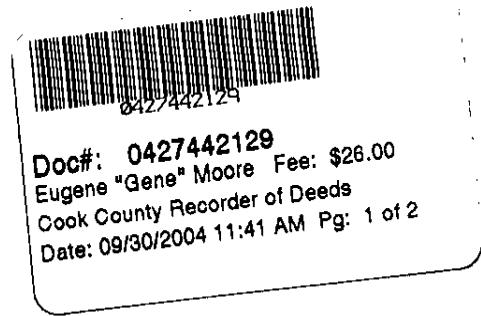 0427442129
Doc#: 0427442129
Eugene "Gene" Moore Fee: $26.00
Cook County Recorder of Deeds
Date: 09/30/2004 11:41 AM Pg: 1 of 2